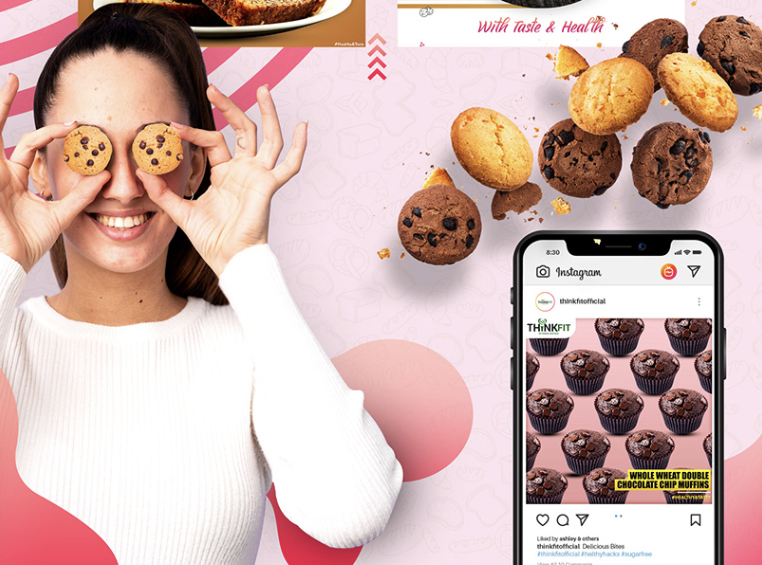 With Taste & Health
8:30
Instagram
thinkfitofficial
THiNKFIT
WHOLE WHEAT DOUBLE
CHOCOLATE CHIP MUFFINS
Liked by ashley & others
thinkfitofficial Delicious Bites
#thinkfitofficial #helthyhacks #sugarfree